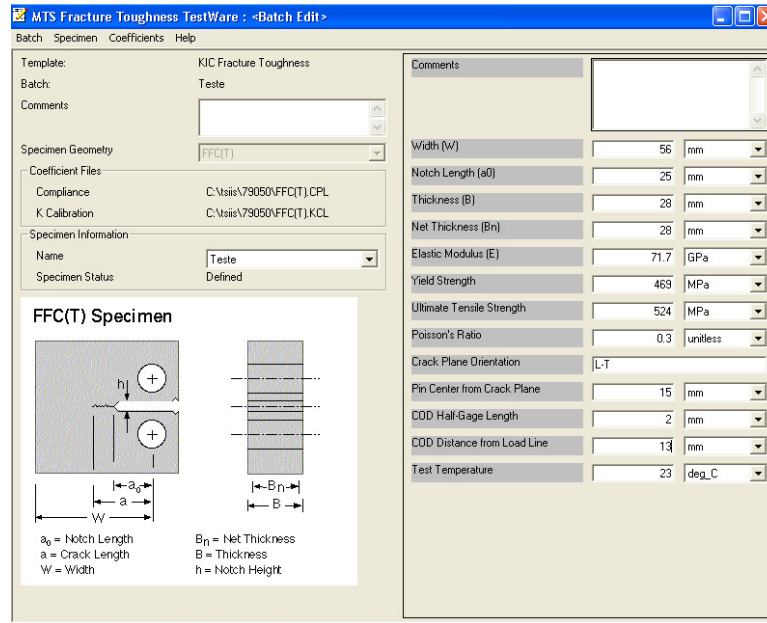 MTS Fracture Toughness TestWare : <Batch Edit>
Batch Specimen Coefficients Help
Template: KIC Fracture Toughness
Batch: Teste
Comments
Specimen Geometry FFC(T)
Coefficient Files
Compliance C:\tsiis\79050\FFC(T).CPL
K Calibration C:\tsiis\79050\FFC(T).KCL
Specimen Information
Name Teste
Specimen Status Defined
FFC(T) Specimen
h
a₀
a
W
Bn
B
a₀ = Notch Length
a = Crack Length
W = Width
Bn = Net Thickness
B = Thickness
h = Notch Height
Comments
Width (W) 56 mm
Notch Length (a0) 25 mm
Thickness (B) 28 mm
Net Thickness (Bn) 28 mm
Elastic Modulus (E) 71.7 GPa
Yield Strength 469 MPa
Ultimate Tensile Strength 524 MPa
Poisson's Ratio 0.3 unitless
Crack Plane Orientation L-T
Pin Center from Crack Plane 15 mm
COD Half-Gage Length 2 mm
COD Distance from Load Line 13 mm
Test Temperature 23 deg_C